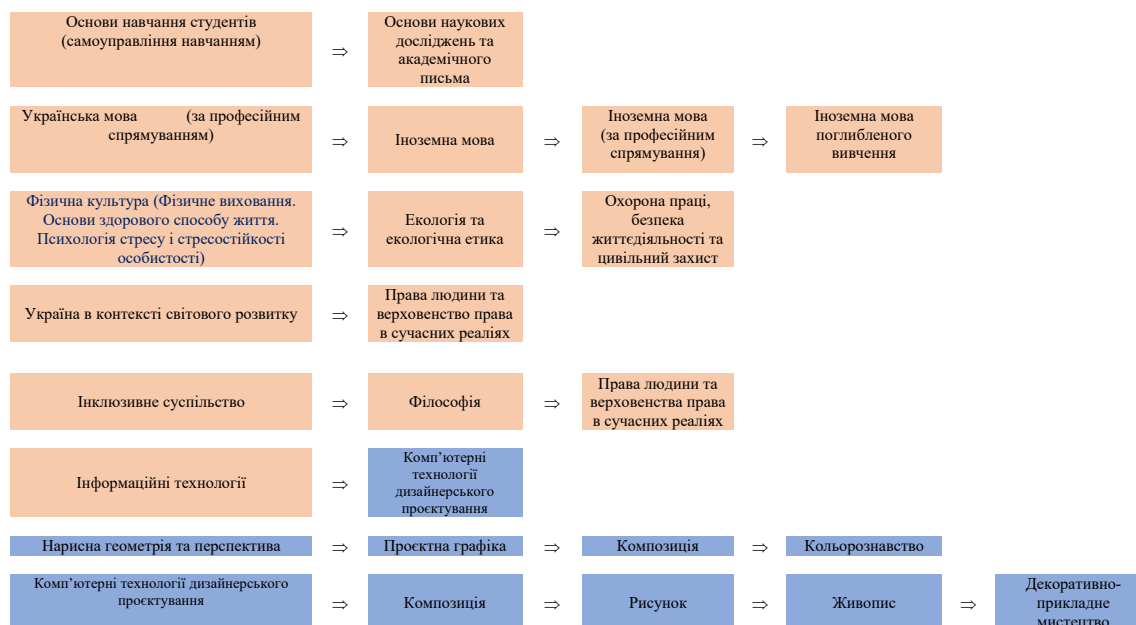 Основи навчання студентів
(самоуправління навчанням)
⇒
Основи наукових
досліджень та
академічного
письма
Українська мова (за професійним
спрямуванням)
⇒
Іноземна мова
⇒
Іноземна мова
(за професійним
спрямування)
⇒
Іноземна мова
поглибленого
вивчення
Фізична культура (Фізичне виховання.
Основи здорового способу життя.
Психологія стресу і стресостійкості
особистості)
⇒
Екологія та
екологічна етика
⇒
Охорона праці,
безпека
життєдіяльності та
цивільний захист
Україна в контексті світового розвитку
⇒
Права людини та
верховенство права
в сучасних реаліях
Інклюзивне суспільство
⇒
Філософія
⇒
Права людини та
верховенства права
в сучасних реаліях
Інформаційні технології
⇒
Комп’ютерні
технології
дизайнерського
проєктування
Нарисна геометрія та перспектива
⇒
Проєктна графіка
⇒
Композиція
⇒
Кольорознавство
Комп’ютерні технології дизайнерського
проєктування
⇒
Композиція
⇒
Рисунок
⇒
Живопис
⇒
Декоративно-
прикладне
мистецтво